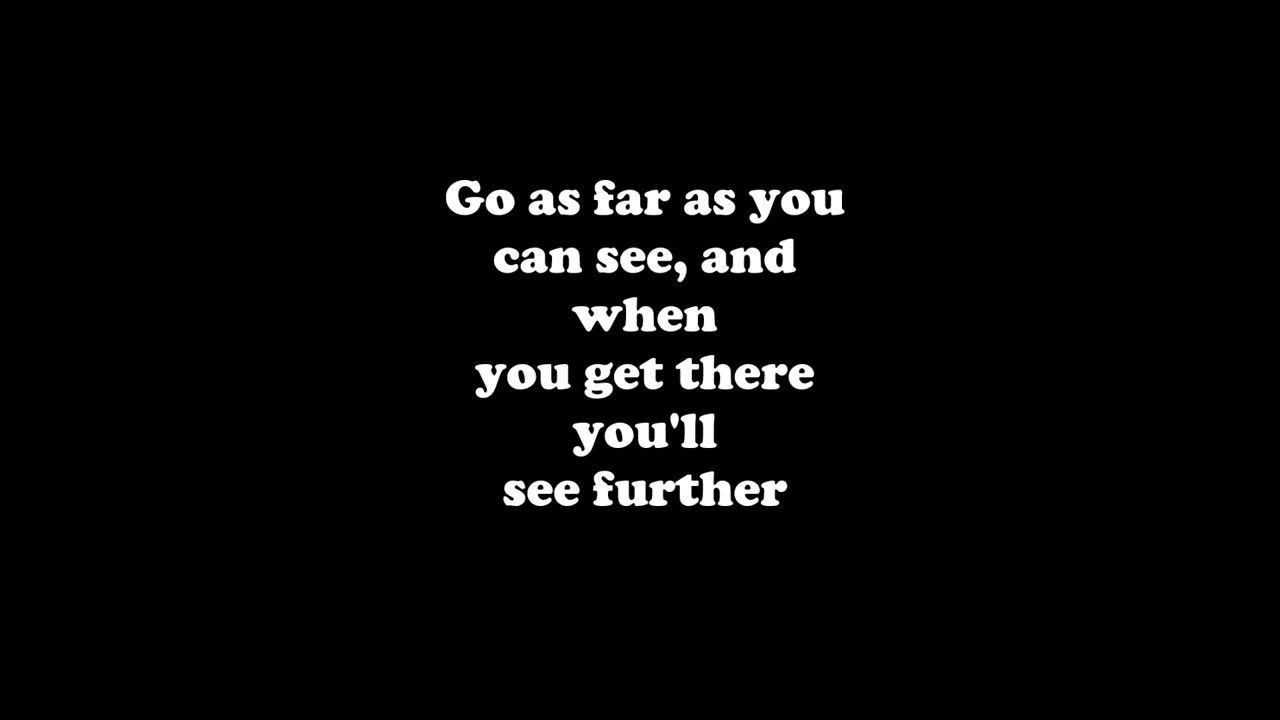 Go as far as you
can see, and
when
you get there
you'll
see further